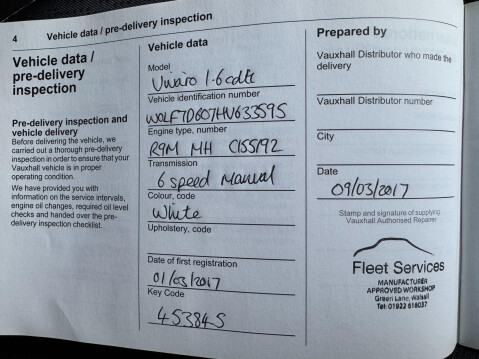 4 Vehicle data / pre-delivery inspection
Vehicle data /
pre-delivery
inspection
Pre-delivery inspection and
vehicle delivery
Before delivering the vehicle, we
carried out a thorough pre-delivery
inspection in order to ensure that your
Vauxhall vehicle is in proper
operating condition.
We have provided you with
information on the service intervals,
engine oil changes, required oil level
checks and handed over the pre-
delivery inspection checklist.
Vehicle data
Model
Vivaro 1.6cdti
Vehicle identification number
W0LF7D607HV633595
Engine type, number
R9M MH C155192
Transmission
6 speed Manual
Colour, code
White
Upholstery, code
Date of first registration
01/03/2017
Key Code
45384S
Prepared by
Vauxhall Distributor who made the
delivery
Vauxhall Distributor number
City
Date
09/03/2017
Stamp and signature of supplying
Vauxhall Authorised Repairer
Fleet Services
MANUFACTURER
APPROVED WORKSHOP
Green Lane, Walsall
Tel: 01922 618037